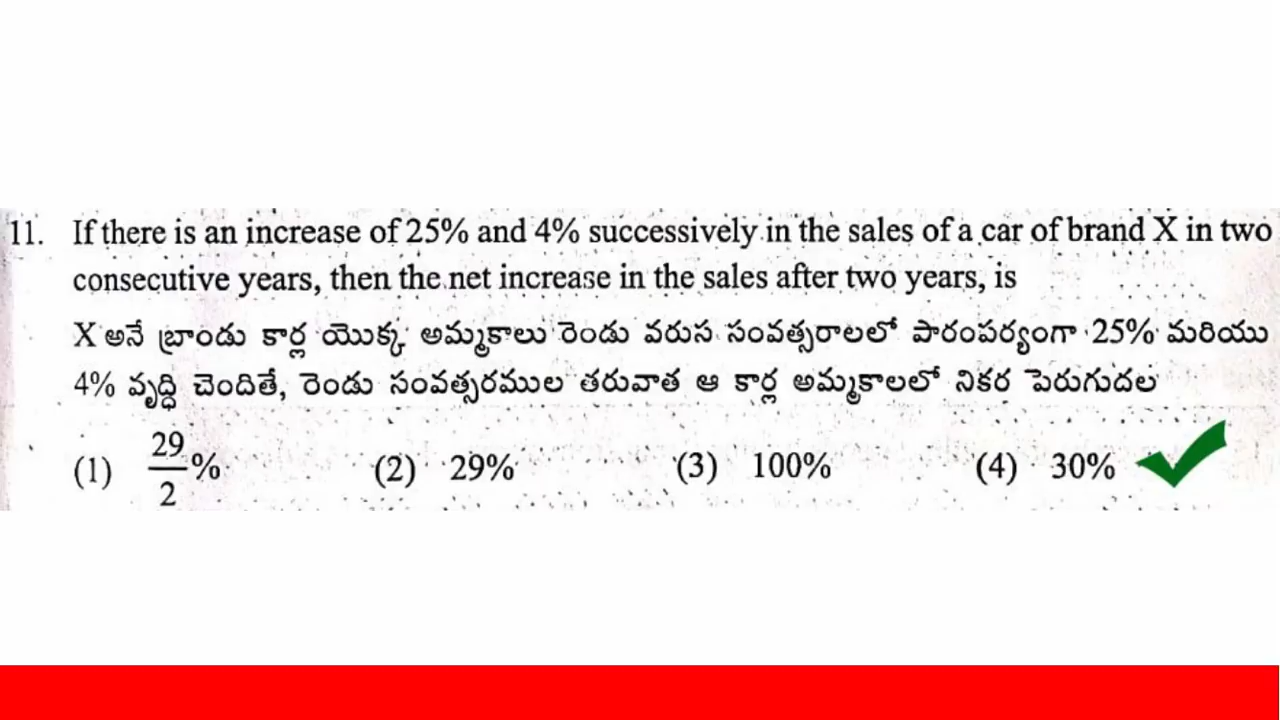 11. If there is an increase of 25% and 4% successively in the sales of a car of brand X in two
consecutive years, then the net increase in the sales after two years, is
X అనే బ్రాండు కార్ల యొక్క అమ్మకాలు రెండు వరుస సంవత్సరాలలో పారంపర్యంగా 25% మరియు
4% వృద్ధి చెందితే, రెండు సంవత్సరముల తరువాత ఆ కార్ల అమ్మకాలలో నికర పెరుగుదల
(1) 29/2 % (2) 29% (3) 100% (4) 30%